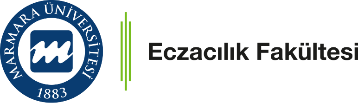 MARMARA ÜNİVERSİTESİ
m
1883
Eczacılık Fakültesi